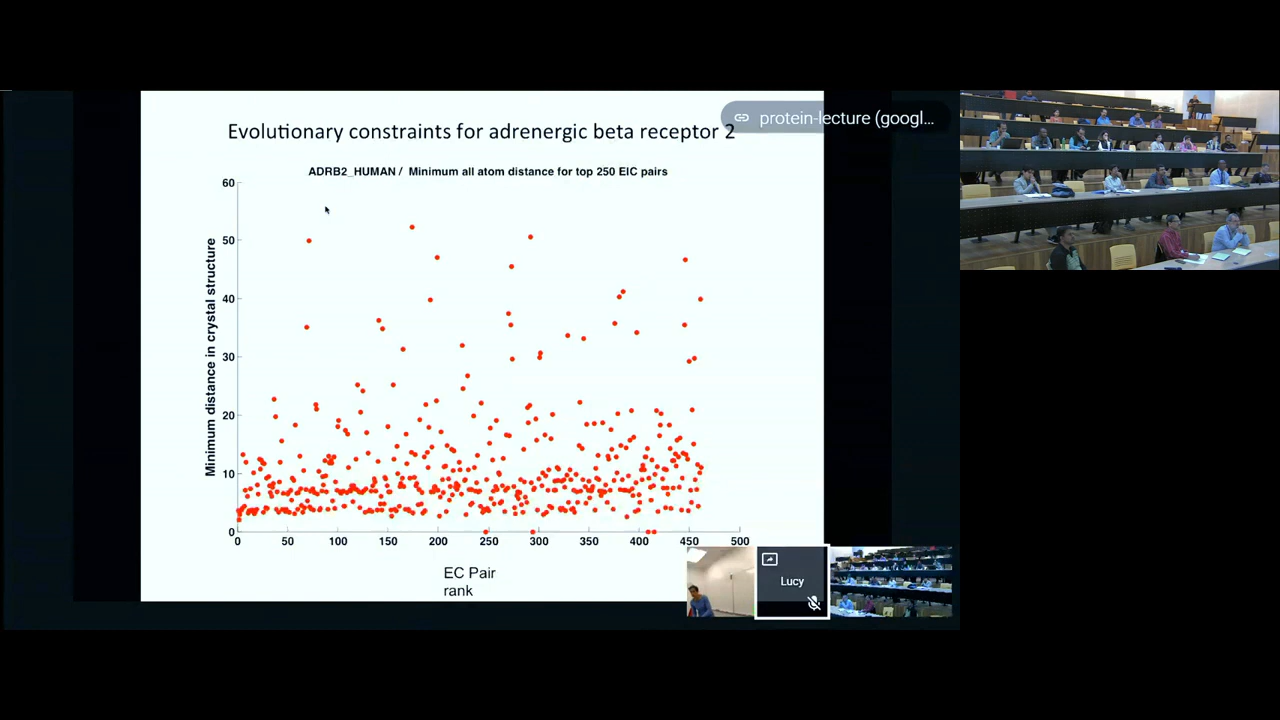 protein-lecture (googl...
Evolutionary constraints for adrenergic beta receptor 2
ADRB2_HUMAN / Minimum all atom distance for top 250 EIC pairs
Minimum distance in crystal structure
60
50
40
30
20
10
0
0 50 100 150 200 250 300 350 400 450 500
EC Pair
rank
Lucy